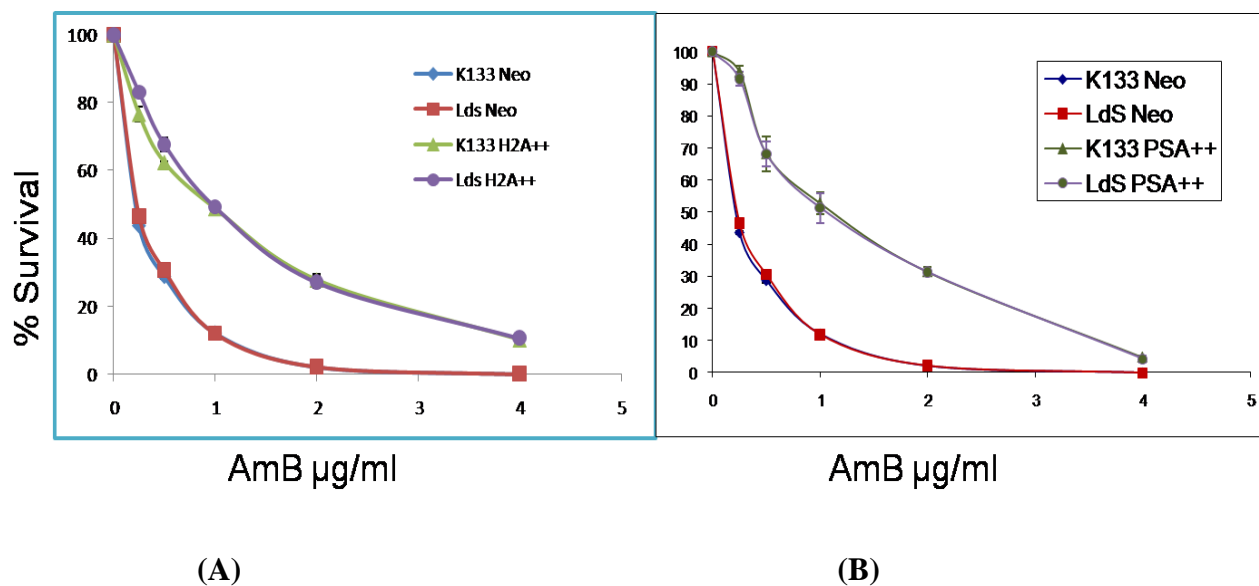 % Survival
100
80
60
40
20
0
0 1 2 3 4 5
K133 Neo
Lds Neo
K133 H2A++
Lds H2A++
AmB µg/ml
(A)
100
90
80
70
60
50
40
30
20
10
0
0 1 2 3 4 5
K133 Neo
LdS Neo
K133 PSA++
LdS PSA++
AmB µg/ml
(B)